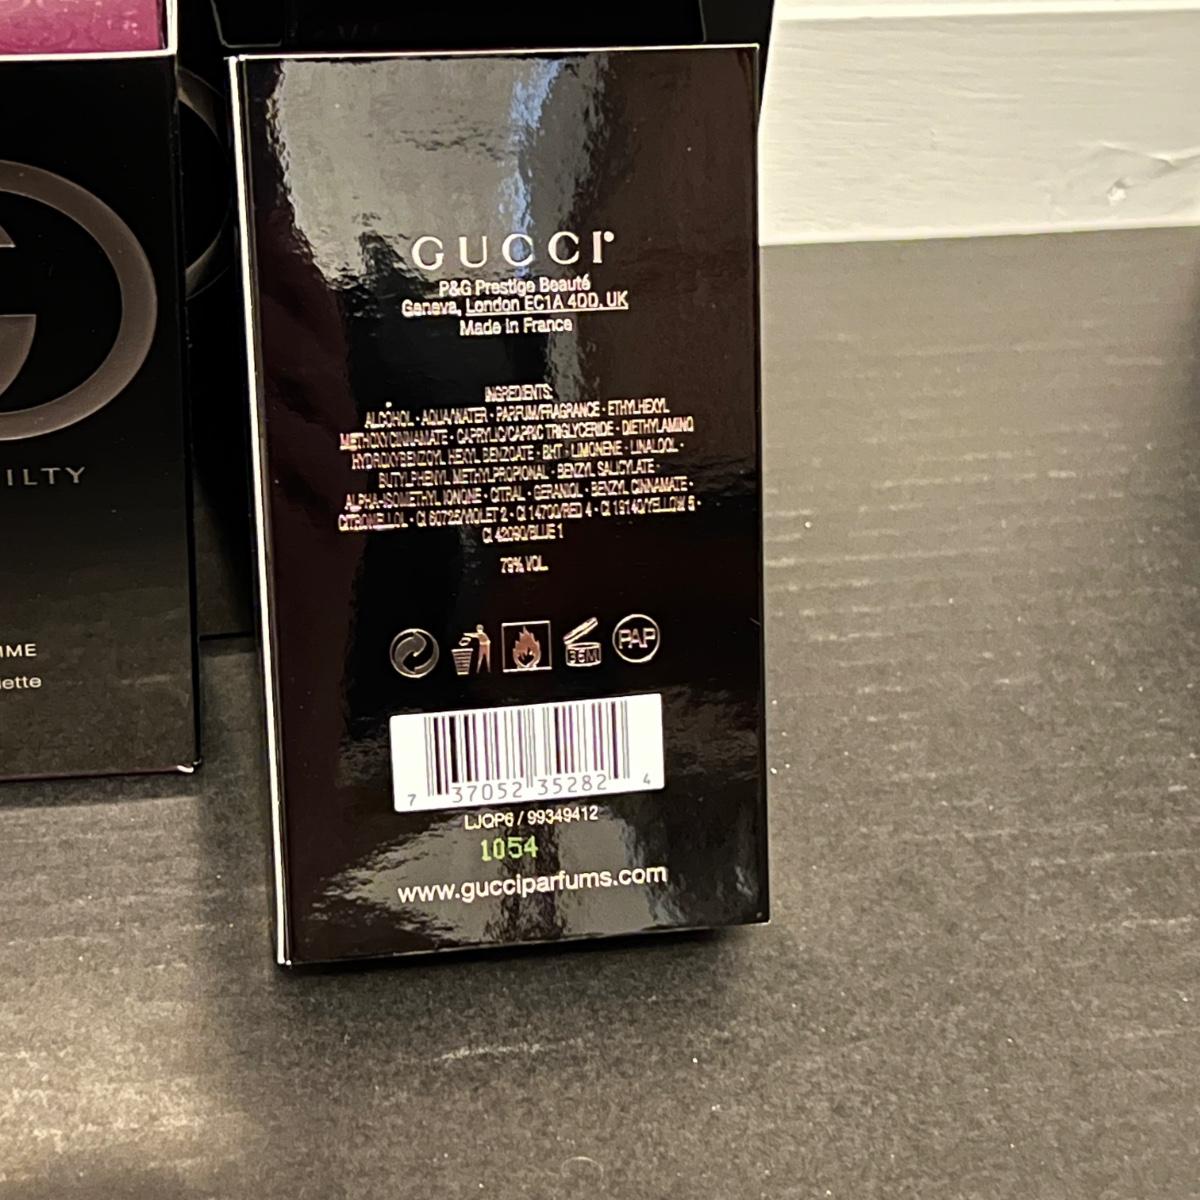 GUCCI
P&G Prestige Beauté
Geneva, London EC1A 4DD, UK
Made in France
INGREDIENTS:
ALCOHOL · AQUA/WATER · PARFUM/FRAGRANCE · ETHYLHEXYL
METHOXYCINNAMATE · CAPRYLIC/CAPRIC TRIGLYCERIDE · DIETHYLAMINO
HYDROXYBENZOYL HEXYL BENZOATE · BHT · LIMONENE · LINALOOL ·
BUTYLPHENYL METHYLPROPIONAL · BENZYL SALICYLATE ·
ALPHA-ISOMETHYL IONONE · CITRAL · GERANIOL · BENZYL CINNAMATE ·
CITRONELLOL · CI 60725/VIOLET 2 · CI 14700/RED 4 · CI 19140/YELLOW 5 ·
CI 42090/BLUE 1
79% VOL.
36M
PAP
7 37052 35282 4
LJQP6 / 99349412
1054
www.gucciparfums.com
ILTY
MME
lette